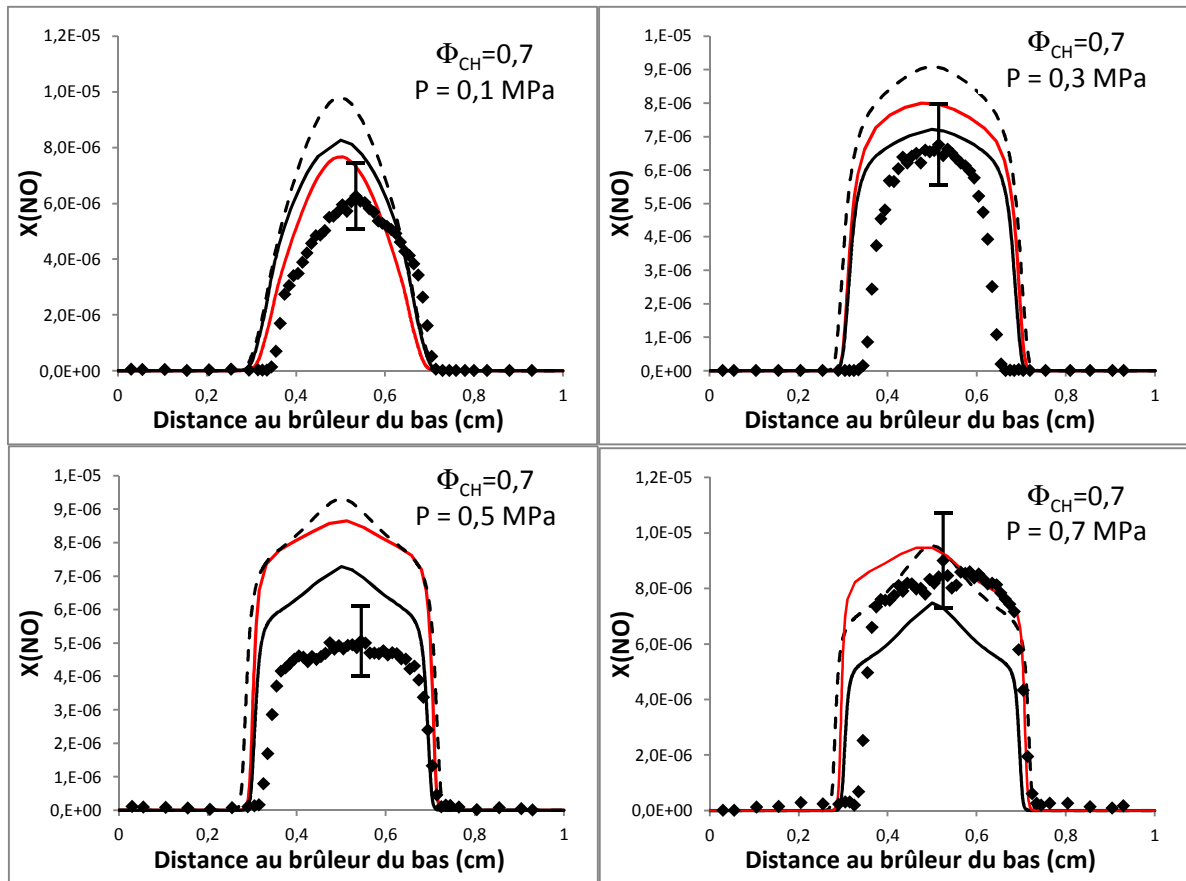 ΦCH=0,7
P = 0,1 MPa
X(NO)
1,2E-05
1,0E-05
8,0E-06
6,0E-06
4,0E-06
2,0E-06
0,0E+00
0 0,2 0,4 0,6 0,8 1
Distance au brûleur du bas (cm)
ΦCH=0,7
P = 0,3 MPa
X(NO)
1,E-05
9,E-06
8,E-06
7,E-06
6,E-06
5,E-06
4,E-06
3,E-06
2,E-06
1,E-06
0,E+00
0 0,2 0,4 0,6 0,8 1
Distance au brûleur du bas (cm)
ΦCH=0,7
P = 0,5 MPa
X(NO)
1,E-05
9,E-06
8,E-06
7,E-06
6,E-06
5,E-06
4,E-06
3,E-06
2,E-06
1,E-06
0,E+00
0 0,2 0,4 0,6 0,8 1
Distance au brûleur du bas (cm)
ΦCH=0,7
P = 0,7 MPa
X(NO)
1,2E-05
1,0E-05
8,0E-06
6,0E-06
4,0E-06
2,0E-06
0,0E+00
0 0,2 0,4 0,6 0,8 1
Distance au brûleur du bas (cm)